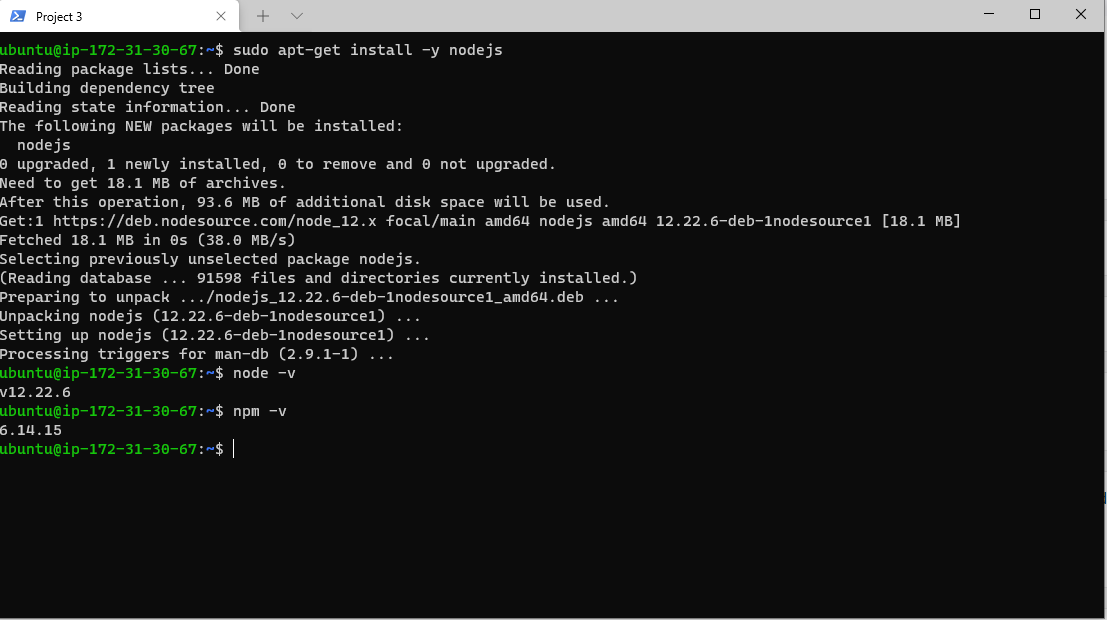 Project 3
ubuntu@ip-172-31-30-67:~$ sudo apt-get install -y nodejs
Reading package lists... Done
Building dependency tree
Reading state information... Done
The following NEW packages will be installed:
  nodejs
0 upgraded, 1 newly installed, 0 to remove and 0 not upgraded.
Need to get 18.1 MB of archives.
After this operation, 93.6 MB of additional disk space will be used.
Get:1 https://deb.nodesource.com/node_12.x focal/main amd64 nodejs amd64 12.22.6-deb-1nodesource1 [18.1 MB]
Fetched 18.1 MB in 0s (38.0 MB/s)
Selecting previously unselected package nodejs.
(Reading database ... 91598 files and directories currently installed.)
Preparing to unpack .../nodejs_12.22.6-deb-1nodesource1_amd64.deb ...
Unpacking nodejs (12.22.6-deb-1nodesource1) ...
Setting up nodejs (12.22.6-deb-1nodesource1) ...
Processing triggers for man-db (2.9.1-1) ...
ubuntu@ip-172-31-30-67:~$ node -v
v12.22.6
ubuntu@ip-172-31-30-67:~$ npm -v
6.14.15
ubuntu@ip-172-31-30-67:~$